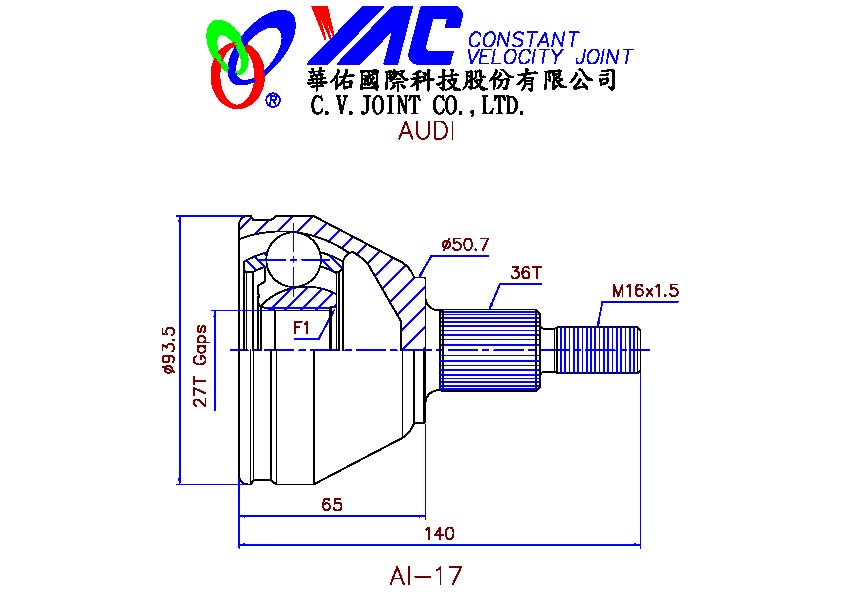 YAC CONSTANT
VELOCITY JOINT
®
華佑國際科技股份有限公司
C.V.JOINT CO.,LTD.
AUDI
ø50.7
36T
M16x1.5
F1
ø93.5
27T Gaps
65
140
AI-17